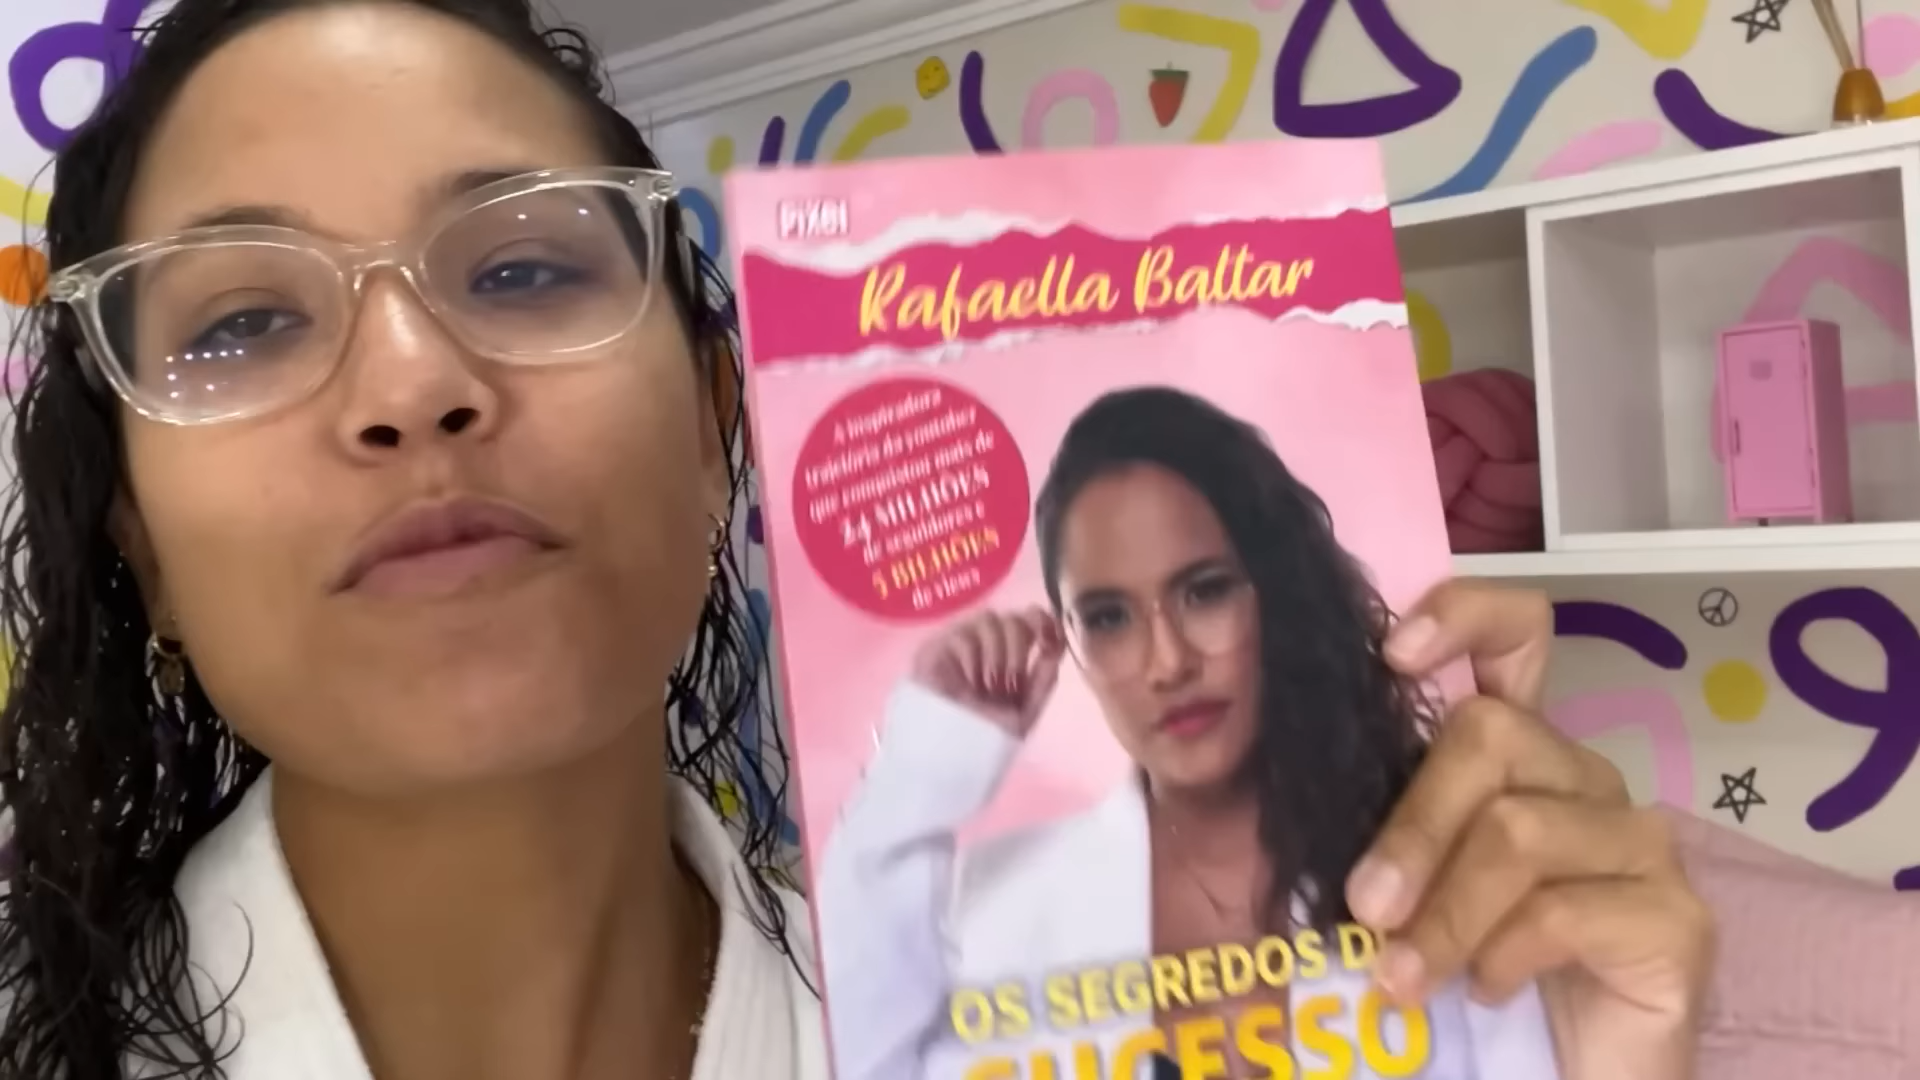 PiXel
Rafaella Baltar
A inspiradora
trajetória da youtuber
que conquistou mais de
24 MILHÕES
de seguidores e
5 BILHÕES
de views
OS SEGREDOS D
SUCESSO